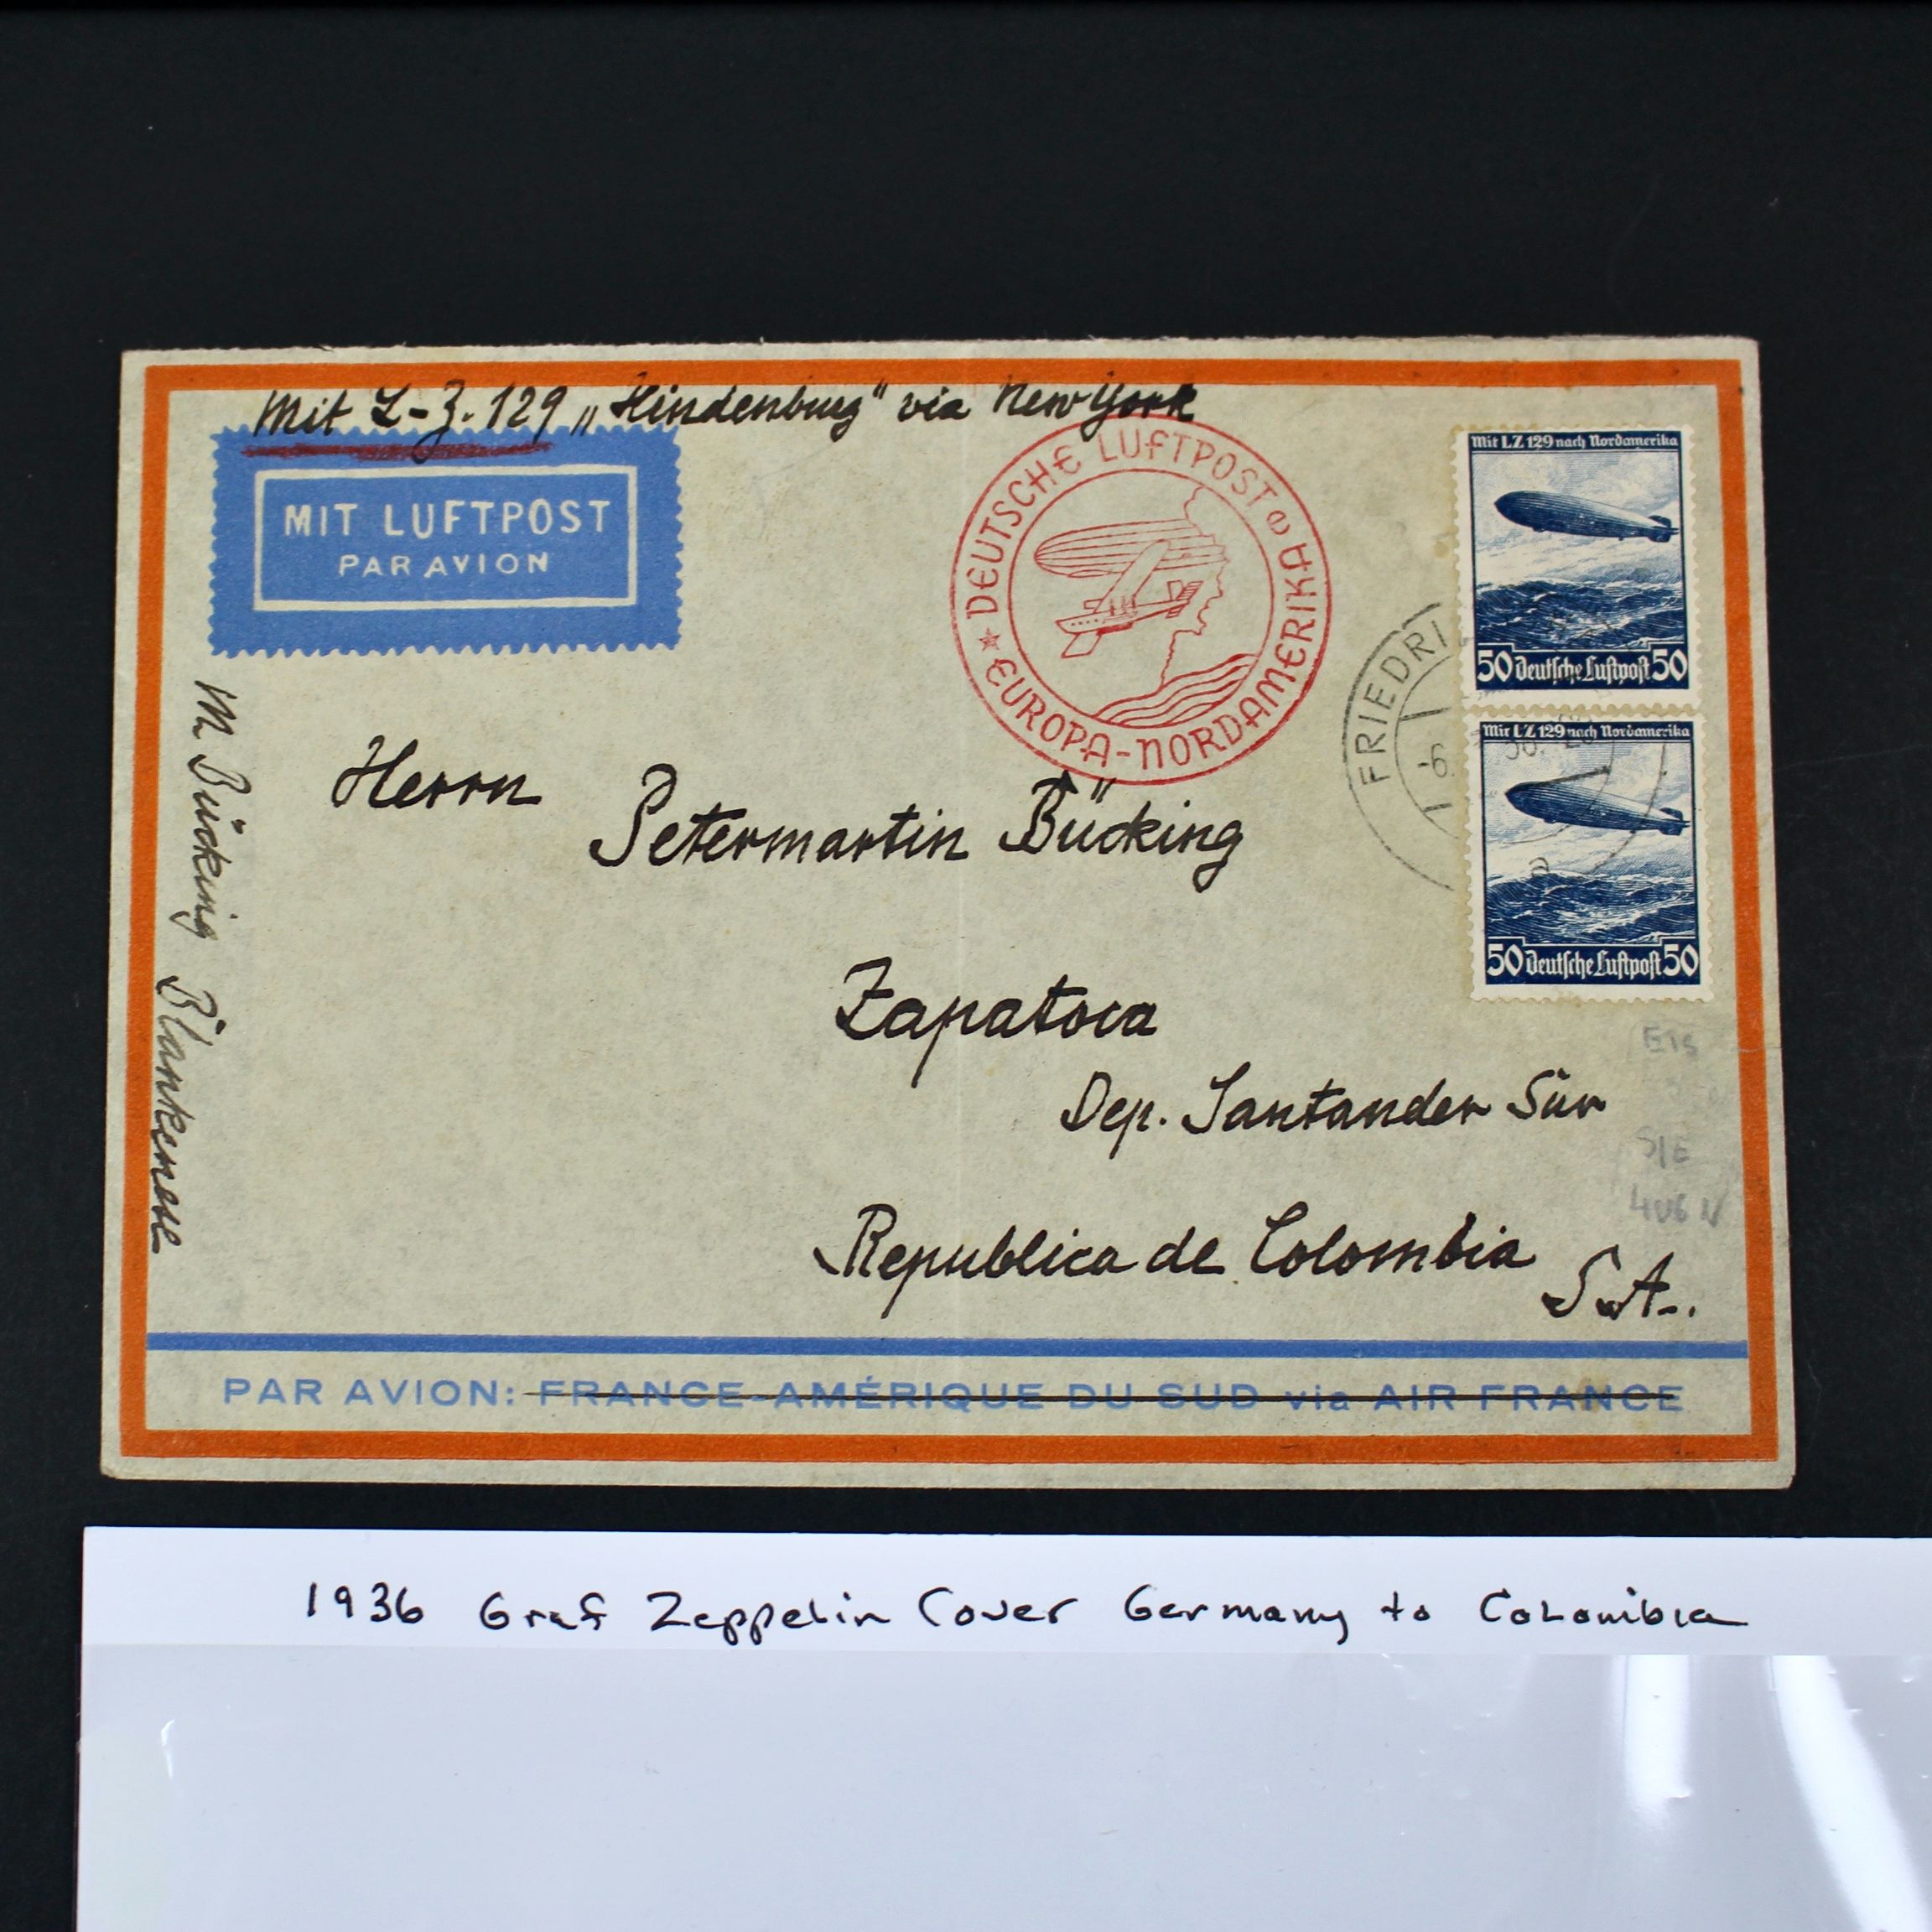 Mit L-Z. 129 „Hindenburg" via New York
MIT LUFTPOST
PAR AVION
★ DEUTSCHE LUFTPOST e A
EUROPA-NORDAMERIKA
Mit LZ 129 nach Nordamerika
50 Deutsche Luftpost 50
FRIEDRI
-6.
Mit LZ 129 nach Nordamerika
a
50 Deutsche Luftpost 50
M Bücking Blankenese
Herrn
Petermartin Bücking
Zapatoca
Dep. Santander Sür
Republica de Colombia
S.A.
S/E
PAR AVION: FRANCE-AMÉRIQUE DU SUD via AIR FRANCE
1936 Graf Zeppelin Cover Germany to Colombia